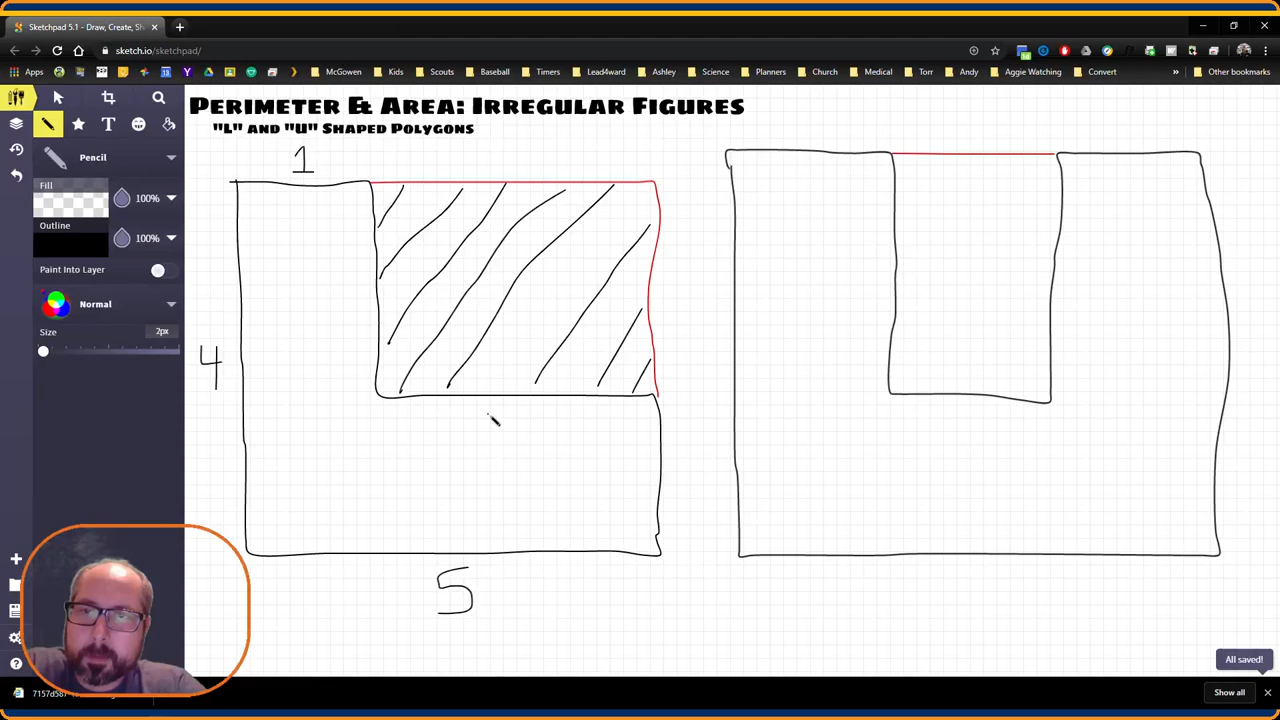 Sketchpad 5.1 - Draw, Create, Sh
sketch.io/sketchpad/
Apps
McGowen
Kids
Scouts
Baseball
Timers
Lead4ward
Ashley
Science
Planners
Church
Medical
Torr
Andy
Aggie Watching
Convert
»
Other bookmarks
Perimeter & Area: Irregular Figures
"L" and "U" Shaped Polygons
Pencil
Fill
100%
Outline
100%
Paint Into Layer
Normal
Size
2px
1
4
5
All saved!
Show all